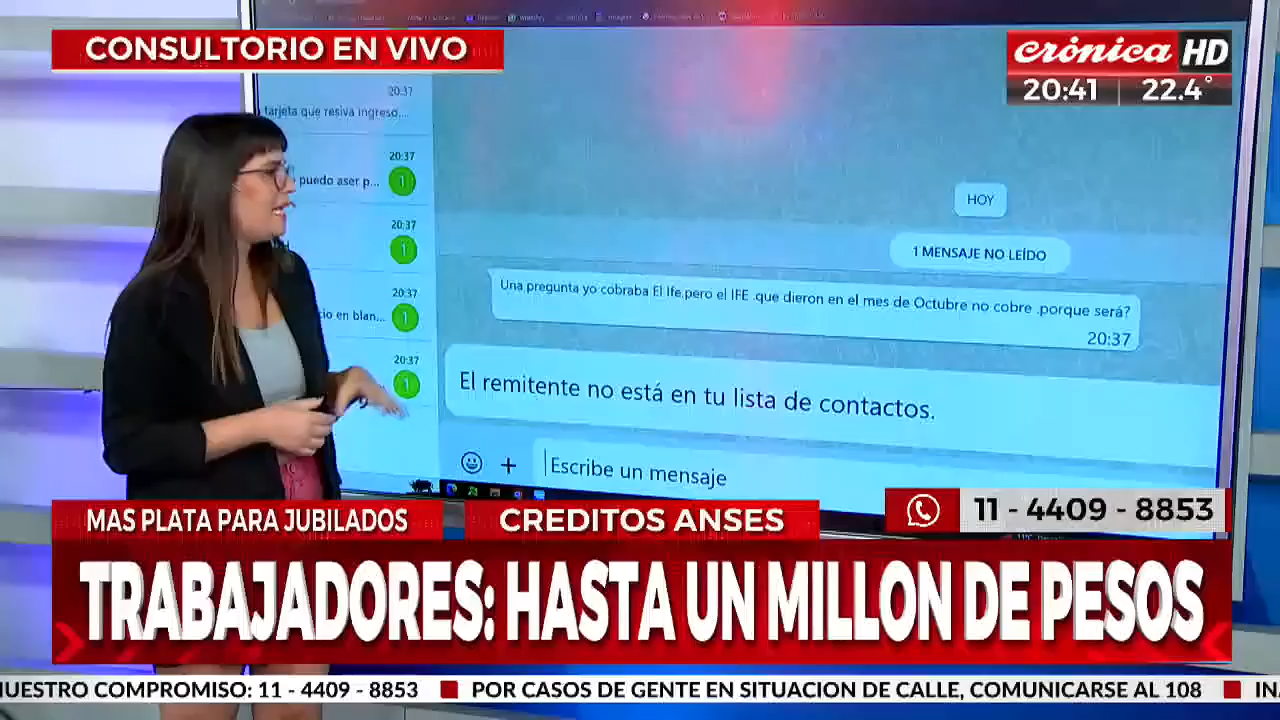 CONSULTORIO EN VIVO
crónica HD
20:41 22.4°
20:37
tarjeta que resiva ingreso,...
20:37
puedo aser p...
1
20:37
1
20:37
cio en blan...
1
20:37
1
HOY
1 MENSAJE NO LEÍDO
Una pregunta yo cobraba El Ife,pero el IFE .que dieron en el mes de Octubre no cobre .porque será?
20:37
El remitente no está en tu lista de contactos.
Escribe un mensaje
11 - 4409 - 8853
MAS PLATA PARA JUBILADOS
CREDITOS ANSES
TRABAJADORES: HASTA UN MILLON DE PESOS
UESTRO COMPROMISO: 11 - 4409 - 8853 POR CASOS DE GENTE EN SITUACION DE CALLE, COMUNICARSE AL 108 IN